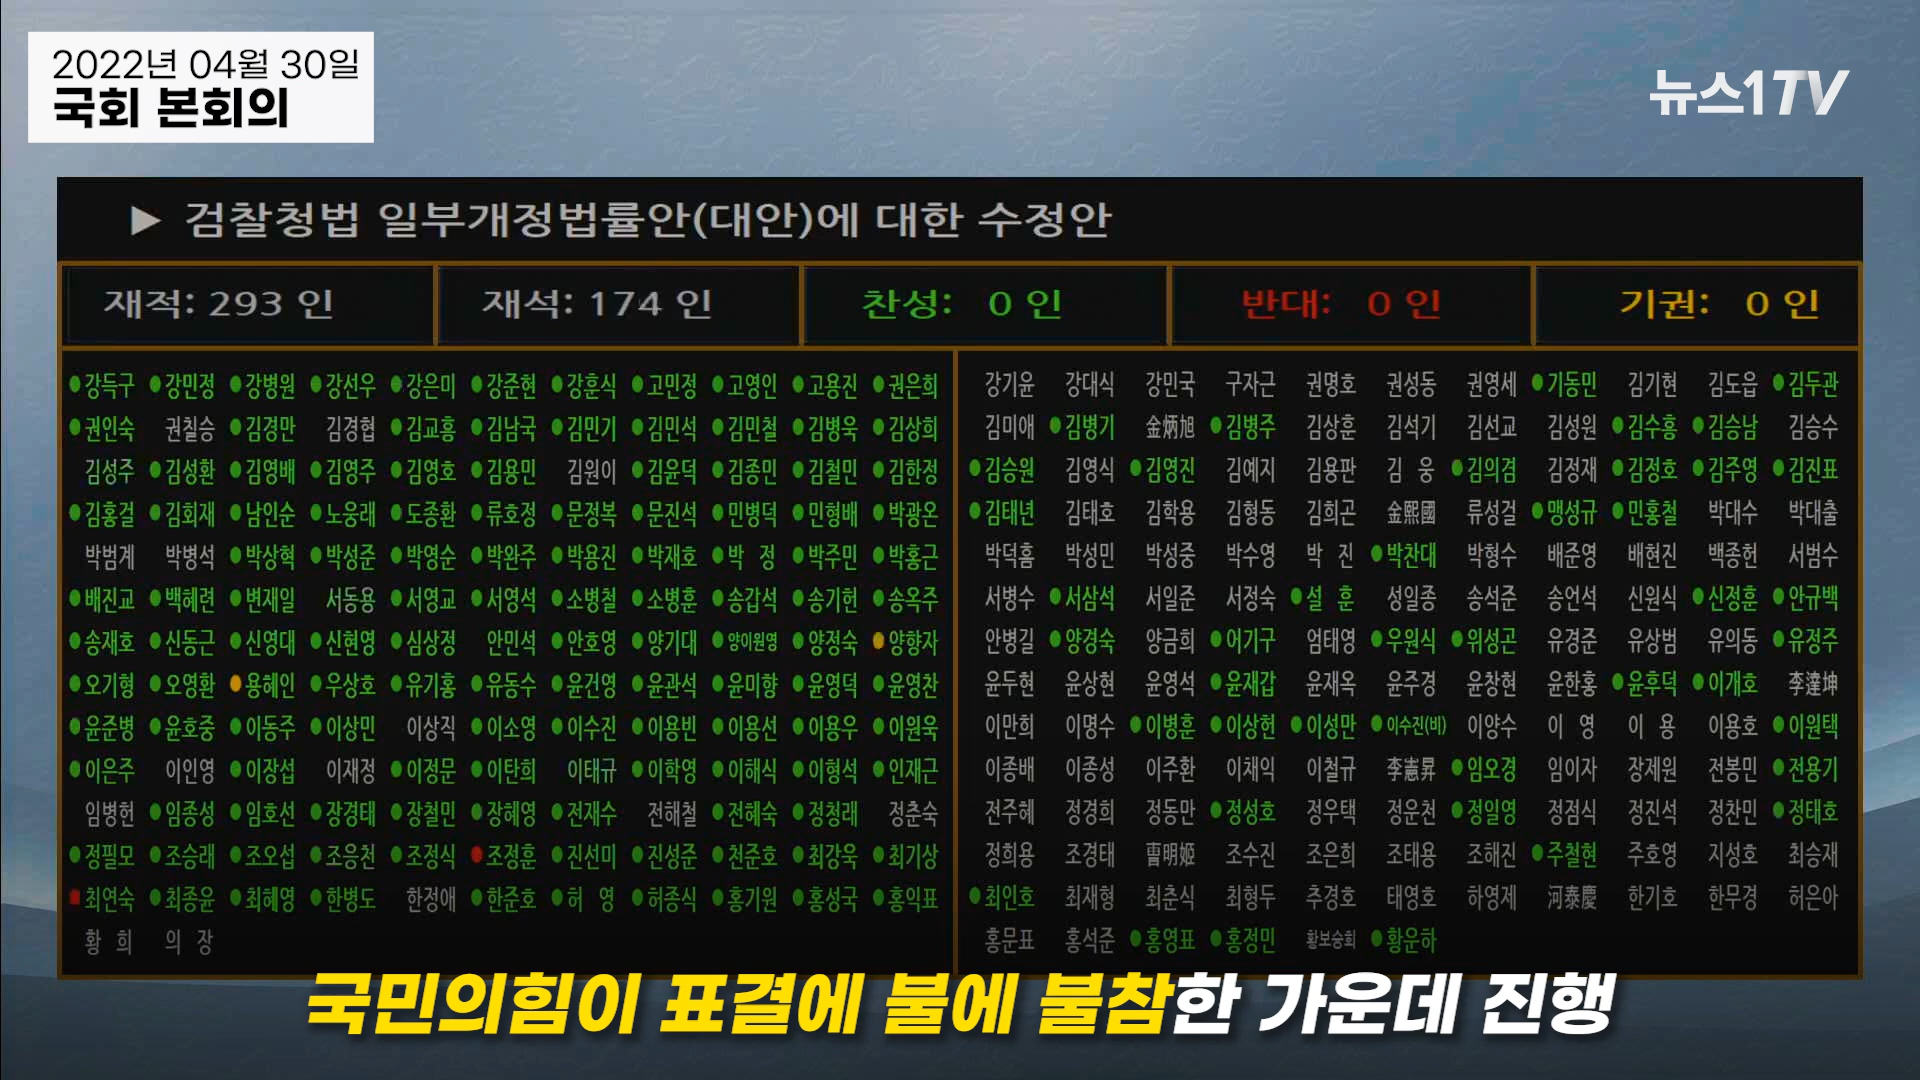 2022년 04월 30일
국회 본회의
뉴스1TV
▶ 검찰청법 일부개정법률안(대안)에 대한 수정안
재적: 293 인 재석: 174 인 찬성: 0 인 반대: 0 인 기권: 0 인
강득구 강민정 강병원 강선우 강은미 강준현 강훈식 고민정 고영인 고용진 권은희
권인숙 권칠승 김경만 김경협 김교흥 김남국 김민기 김민석 김민철 김병욱 김상희
김성주 김성환 김영배 김영주 김영호 김용민 김원이 김윤덕 김종민 김철민 김한정
김홍걸 김회재 남인순 노웅래 도종환 류호정 문정복 문진석 민병덕 민형배 박광온
박범계 박병석 박상혁 박성준 박영순 박완주 박용진 박재호 박 정 박주민 박홍근
배진교 백혜련 변재일 서동용 서영교 서영석 소병철 소병훈 송갑석 송기헌 송옥주
송재호 신동근 신영대 신현영 심상정 안민석 안호영 양기대 양이원영 양정숙 양향자
오기형 오영환 용혜인 우상호 유기홍 유동수 윤건영 윤관석 윤미향 윤영덕 윤영찬
윤준병 윤호중 이동주 이상민 이상직 이소영 이수진 이용빈 이용선 이용우 이원욱
이은주 이인영 이장섭 이재정 이정문 이탄희 이태규 이학영 이해식 이형석 인재근
임병헌 임종성 임호선 장경태 장철민 장혜영 전재수 전해철 전혜숙 정청래 정춘숙
정필모 조승래 조오섭 조응천 조정식 조정훈 진선미 진성준 천준호 최강욱 최기상
최연숙 최종윤 최혜영 한병도 한정애 한준호 허 영 허종식 홍기원 홍성국 홍익표
황 희 의 장
강기윤 강대식 강민국 구자근 권명호 권성동 권영세 기동민 김기현 김도읍 김두관
김미애 김병기 金炳旭 김병주 김상훈 김석기 김선교 김성원 김수흥 김승남 김승수
김승원 김영식 김영진 김예지 김용판 김 웅 김의겸 김정재 김정호 김주영 김진표
김태년 김태호 김학용 김형동 김희곤 金熙國 류성걸 맹성규 민홍철 박대수 박대출
박덕흠 박성민 박성중 박수영 박 진 박찬대 박형수 배준영 배현진 백종헌 서범수
서병수 서삼석 서일준 서정숙 설 훈 성일종 송석준 송언석 신원식 신정훈 안규백
안병길 양경숙 양금희 어기구 엄태영 우원식 위성곤 유경준 유상범 유의동 유정주
윤두현 윤상현 윤영석 윤재갑 윤재옥 윤주경 윤창현 윤한홍 윤후덕 이개호 李達坤
이만희 이명수 이병훈 이상헌 이성만 이수진(비) 이양수 이 영 이 용 이용호 이원택
이종배 이종성 이주환 이채익 이철규 李憲昇 임오경 임이자 장제원 전봉민 전용기
전주혜 정경희 정동만 정성호 정우택 정운천 정일영 정점식 정진석 정찬민 정태호
정희용 조경태 曺明姬 조수진 조은희 조태용 조해진 주철현 주호영 지성호 최승재
최인호 최재형 최춘식 최형두 추경호 태영호 하영제 河泰慶 한기호 한무경 허은아
홍문표 홍석준 홍영표 홍정민 황보승희 황운하
국민의힘이 표결에 불에 불참한 가운데 진행